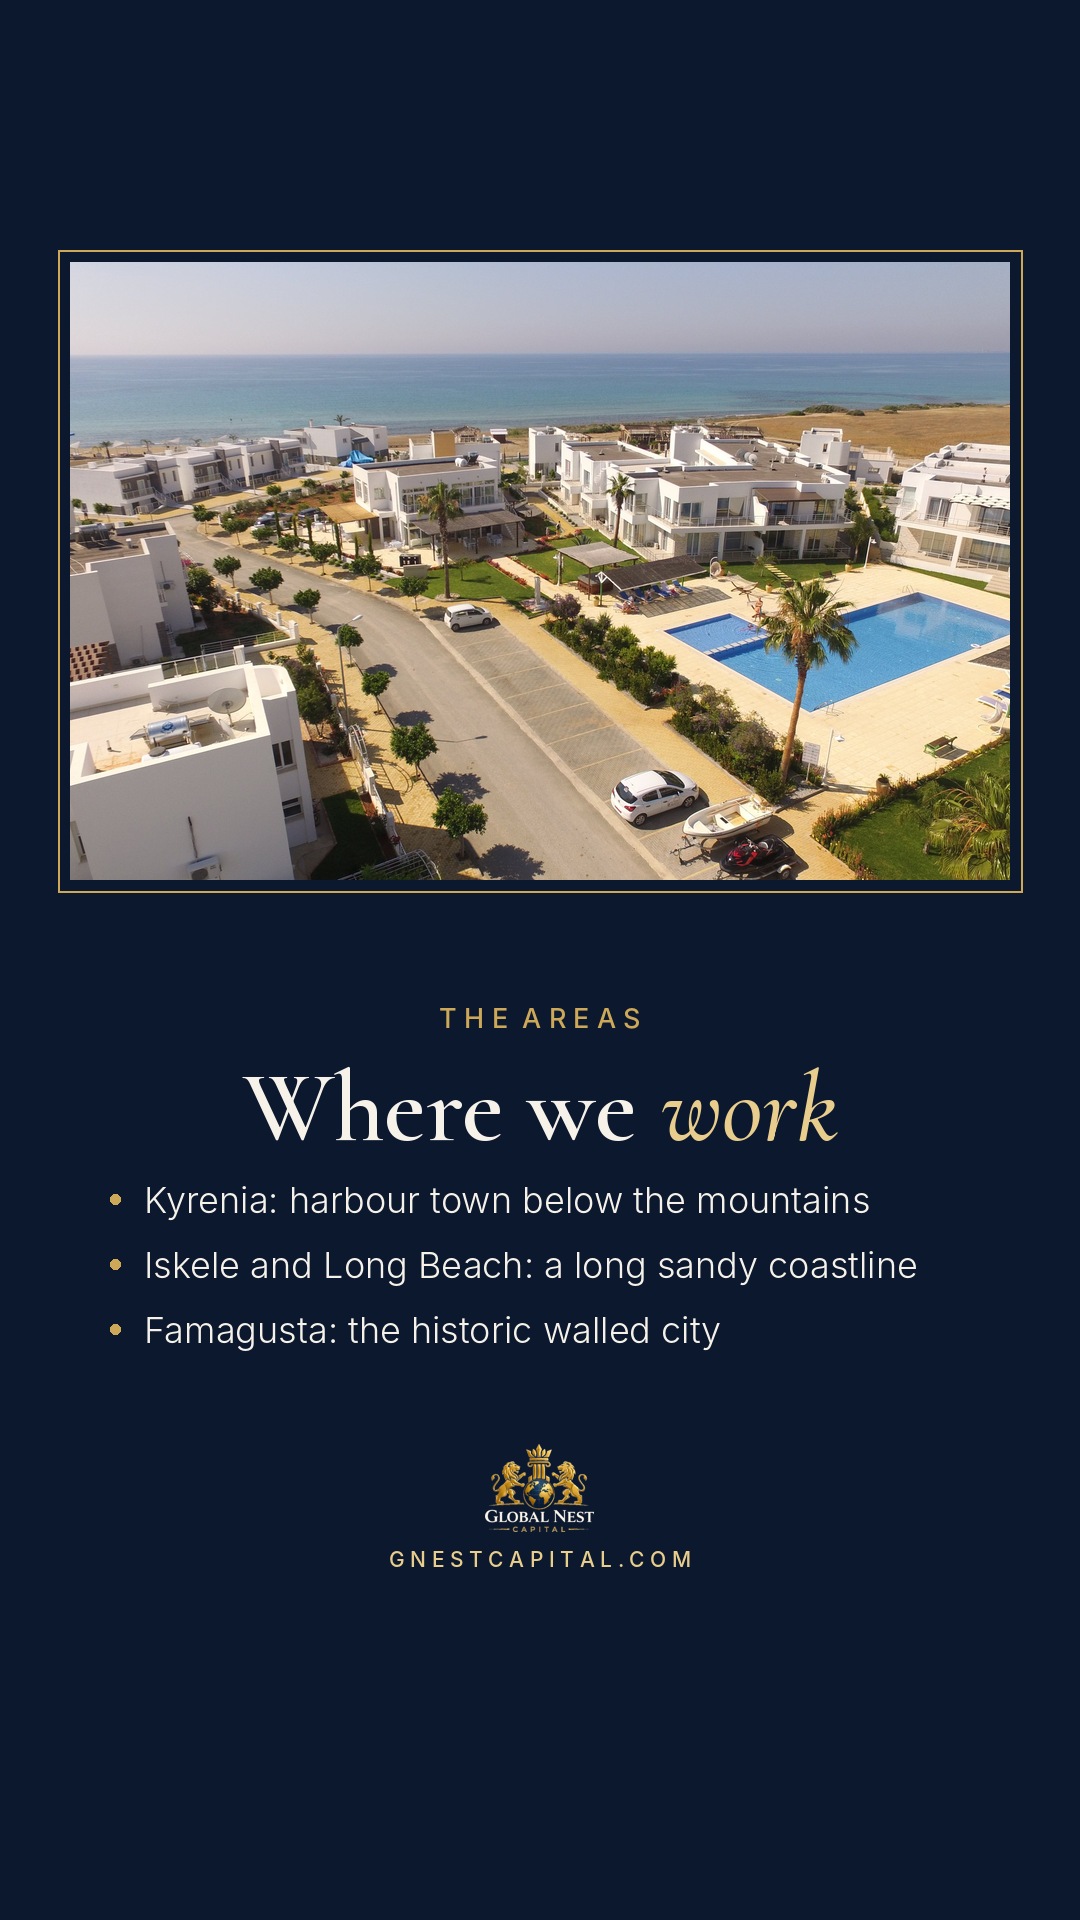 THE AREAS
Where we work
Kyrenia: harbour town below the mountains
Iskele and Long Beach: a long sandy coastline
Famagusta: the historic walled city
GLOBAL NEST
CAPITAL
GNESTCAPITAL.COM